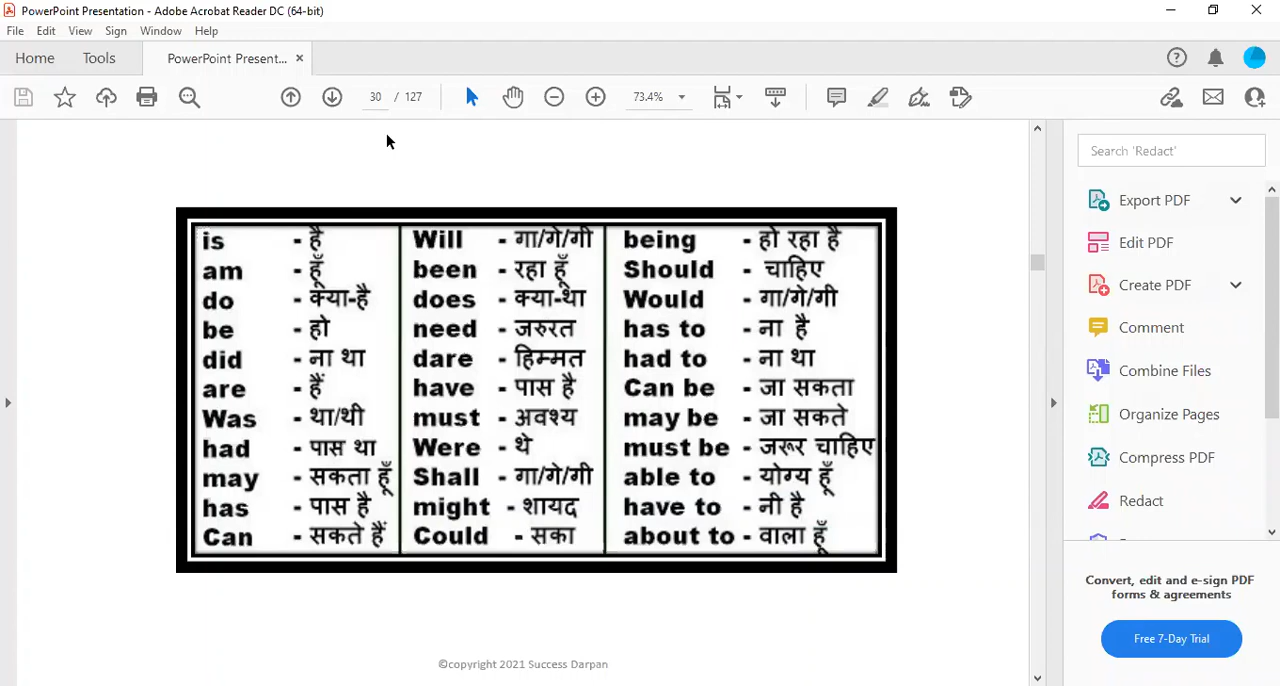 PowerPoint Presentation - Adobe Acrobat Reader DC (64-bit)
File Edit View Sign Window Help
Home Tools PowerPoint Present... ×
30 / 127 73.4%
Search 'Redact'
Export PDF
Edit PDF
Create PDF
Comment
Combine Files
Organize Pages
Compress PDF
Redact
Convert, edit and e-sign PDF
forms & agreements
Free 7-Day Trial
is - है
am - हूँ
do - क्या-है
be - हो
did - ना था
are - हैं
Was - था/थी
had - पास था
may - सकता हूँ
has - पास है
Can - सकते हैं
Will - गा/गे/गी
been - रहा हूँ
does - क्या-था
need - जरुरत
dare - हिम्मत
have - पास है
must - अवश्य
Were - थे
Shall - गा/गे/गी
might - शायद
Could - सका
being - हो रहा है
Should - चाहिए
Would - गा/गे/गी
has to - ना है
had to - ना था
Can be - जा सकता
may be - जा सकते
must be - जरूर चाहिए
able to - योग्य हूँ
have to - नी है
about to - वाला हूँ
©copyright 2021 Success Darpan